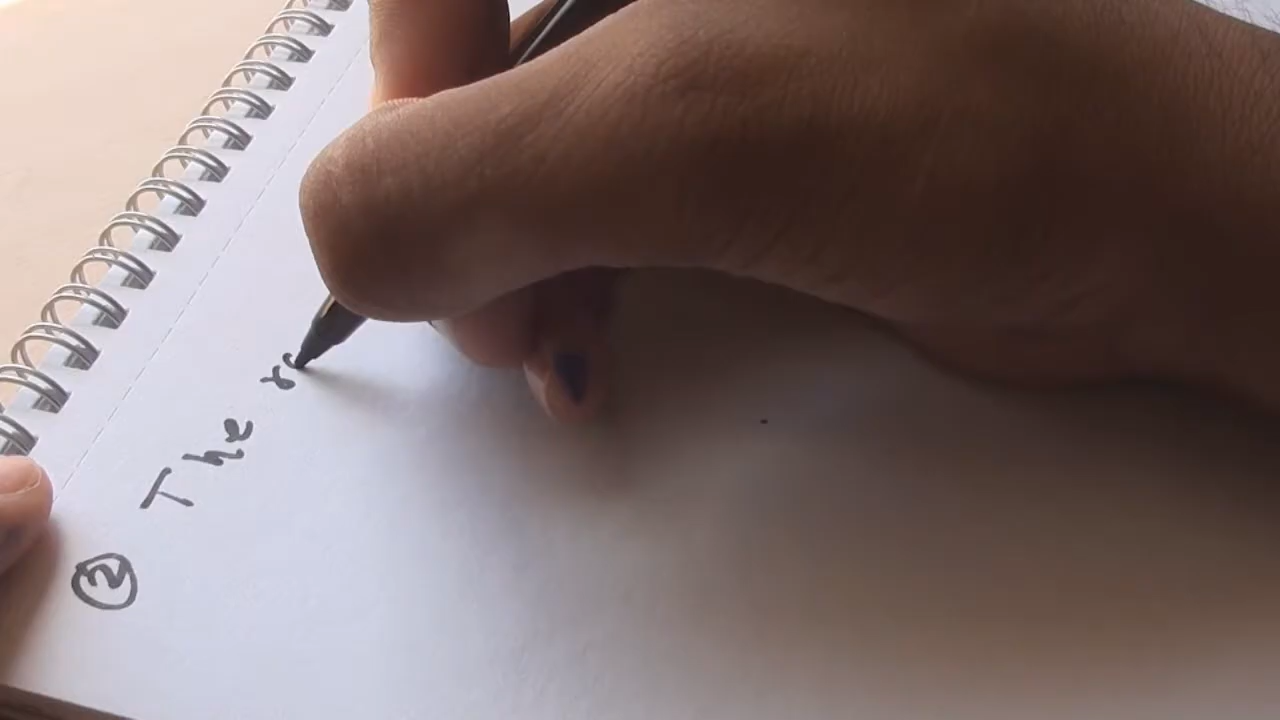 ② The r